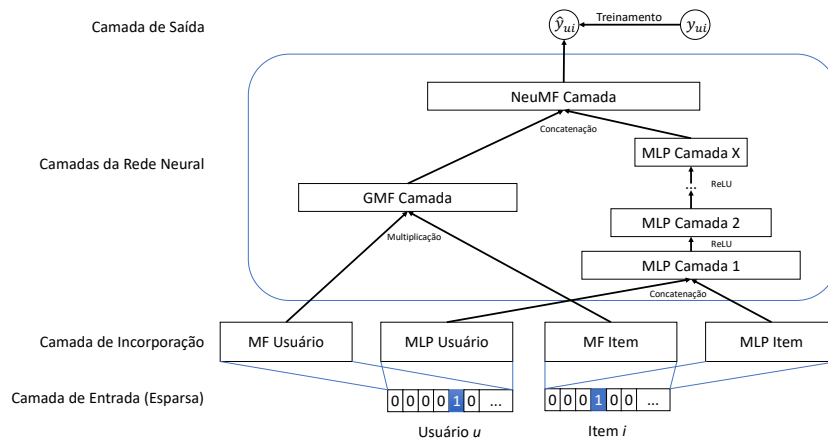 Camada de Saída
ŷui
Treinamento
yui
NeuMF Camada
Concatenação
Camadas da Rede Neural
MLP Camada X
...
ReLU
GMF Camada
MLP Camada 2
Multiplicação
ReLU
MLP Camada 1
Concatenação
Camada de Incorporação
MF Usuário
MLP Usuário
MF Item
MLP Item
Camada de Entrada (Esparsa)
0 0 0 0 1 0 ...
0 0 0 1 0 0 ...
Usuário u
Item i